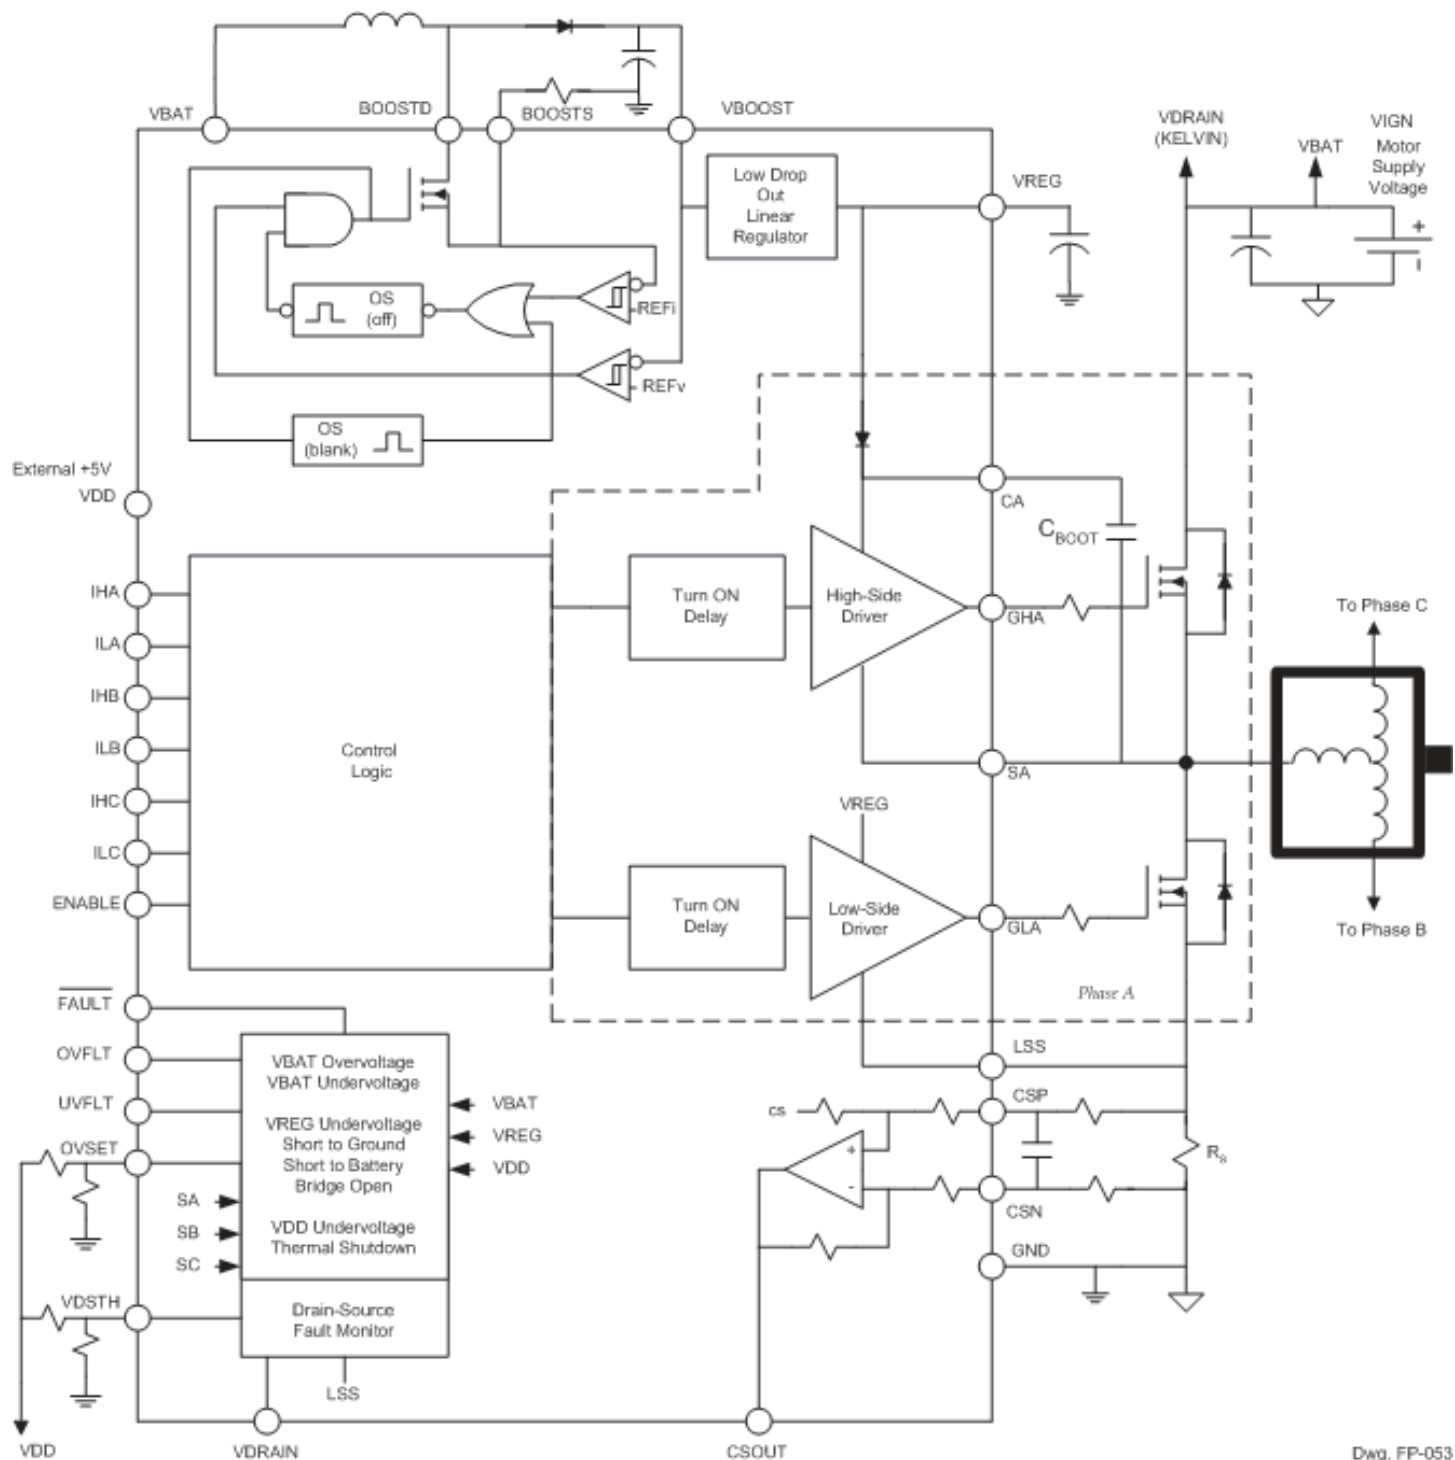 VBAT
BOOSTD
BOOSTS
VBOOST
VDRAIN
(KELVIN)
VBAT
VIGN
Motor
Supply
Voltage
+
Low Drop
Out
Linear
Regulator
VREG
OS
(off)
REFi
REFv
OS
(blank)
External +5V
VDD
CA
CBOOT
IHA
ILA
IHB
ILB
IHC
ILC
ENABLE
Control
Logic
Turn ON
Delay
High-Side
Driver
GHA
SA
VREG
Turn ON
Delay
Low-Side
Driver
GLA
Phase A
To Phase C
To Phase B
FAULT
OVFLT
UVFLT
OVSET
SA
SB
SC
VDSTH
VDD
VBAT Overvoltage
VBAT Undervoltage
VREG Undervoltage
Short to Ground
Short to Battery
Bridge Open
VDD Undervoltage
Thermal Shutdown
VBAT
VREG
VDD
Drain-Source
Fault Monitor
LSS
VDRAIN
LSS
cs
CSP
+
-
CSN
Rs
GND
CSOUT
Dwg. FP-053